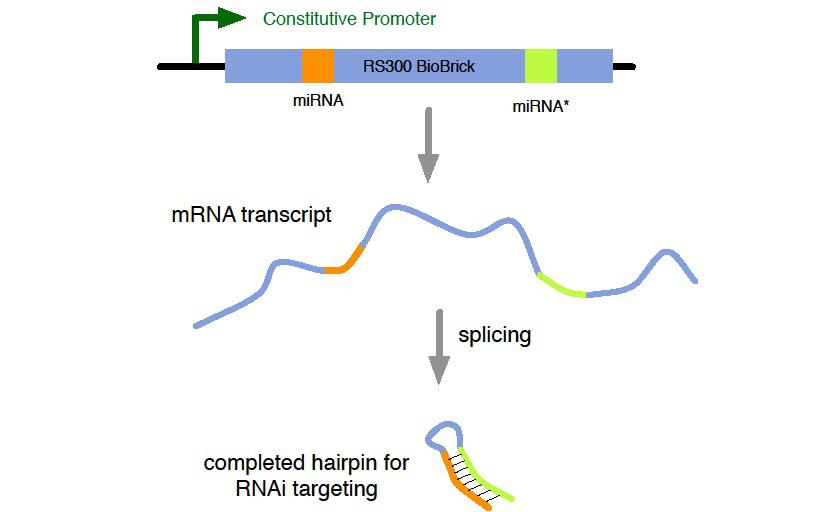 Constitutive Promoter
RS300 BioBrick
miRNA
miRNA*
mRNA transcript
splicing
completed hairpin for
RNAi targeting